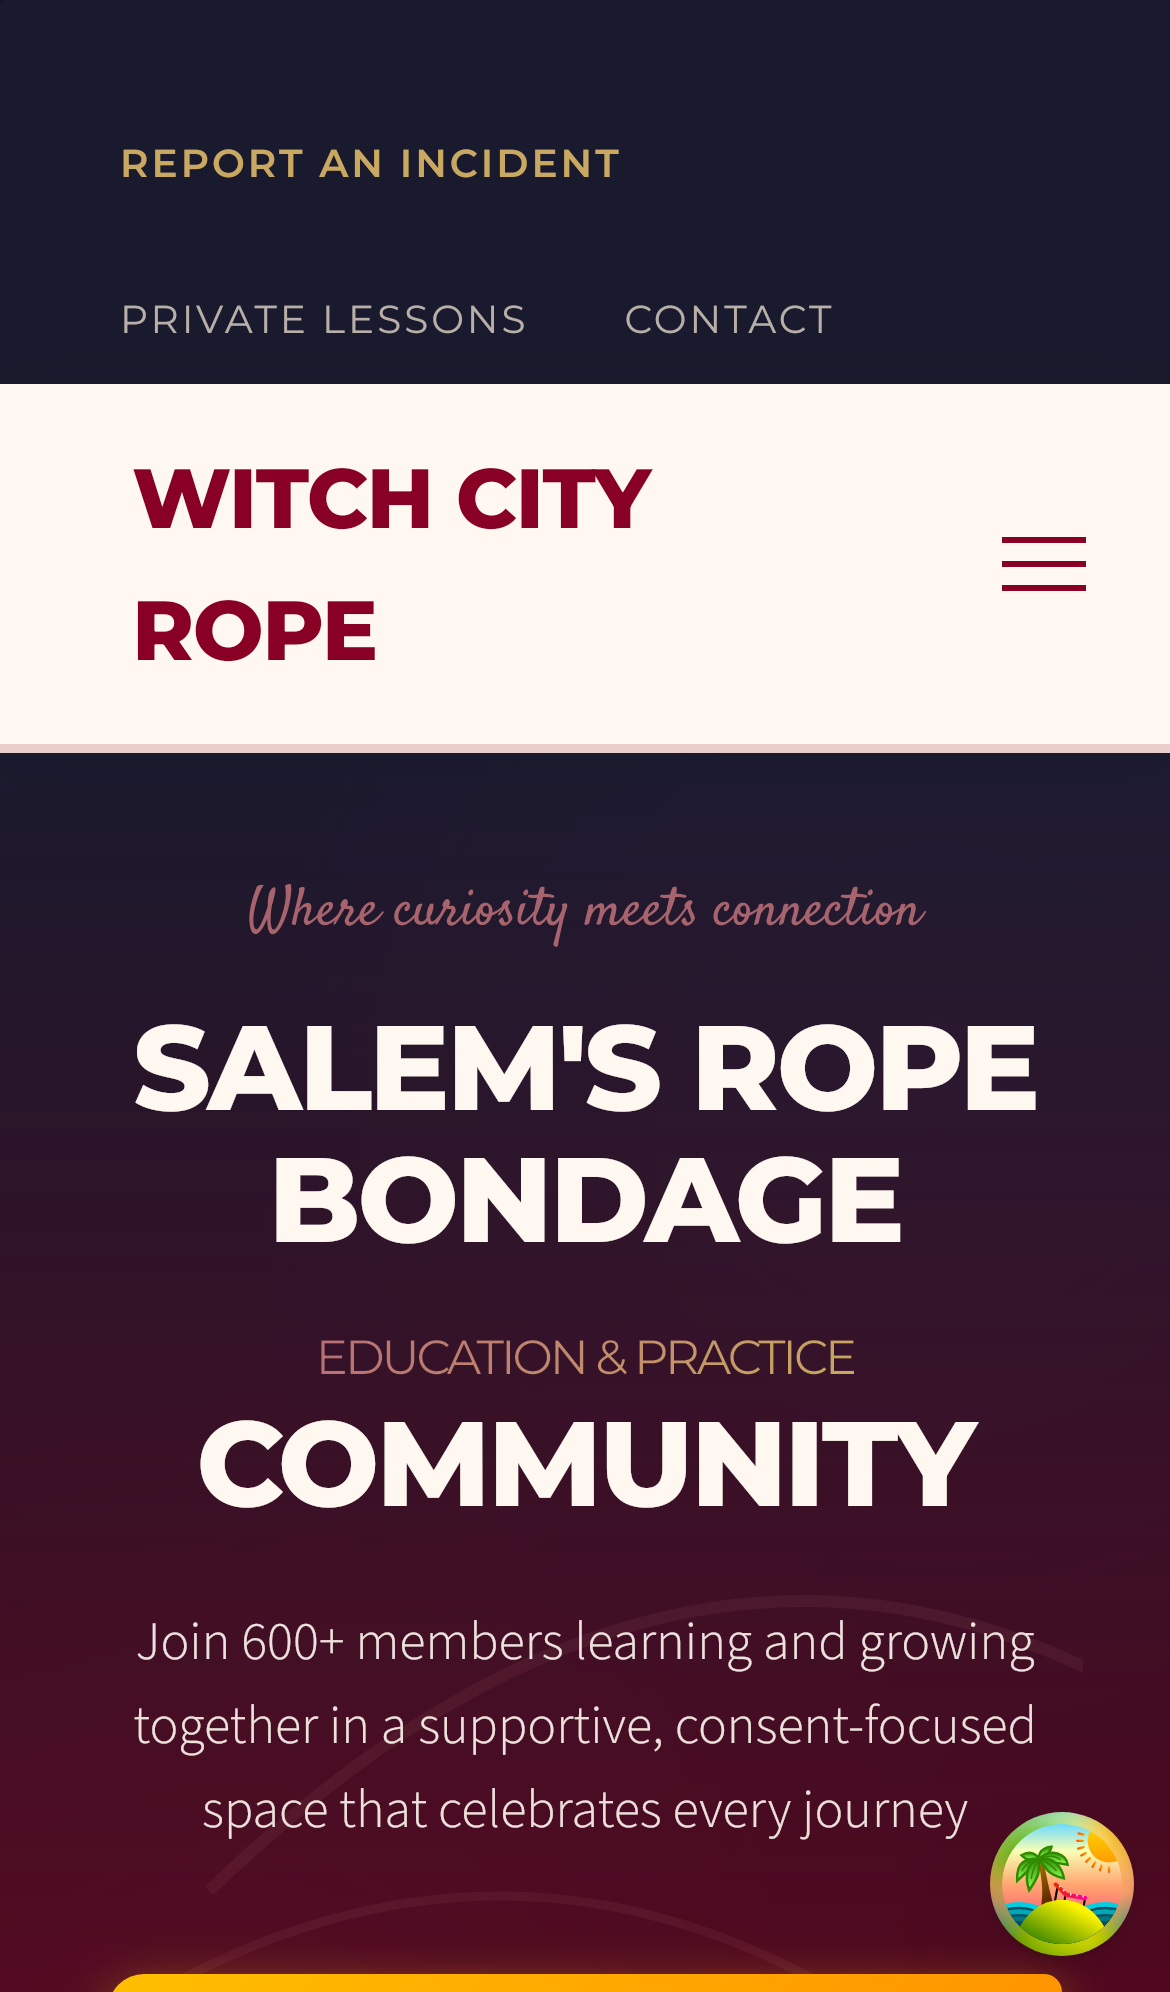 REPORT AN INCIDENT
PRIVATE LESSONS CONTACT
WITCH CITY
ROPE
Where curiosity meets connection
SALEM'S ROPE
BONDAGE
EDUCATION & PRACTICE
COMMUNITY
Join 600+ members learning and growing
together in a supportive, consent-focused
space that celebrates every journey